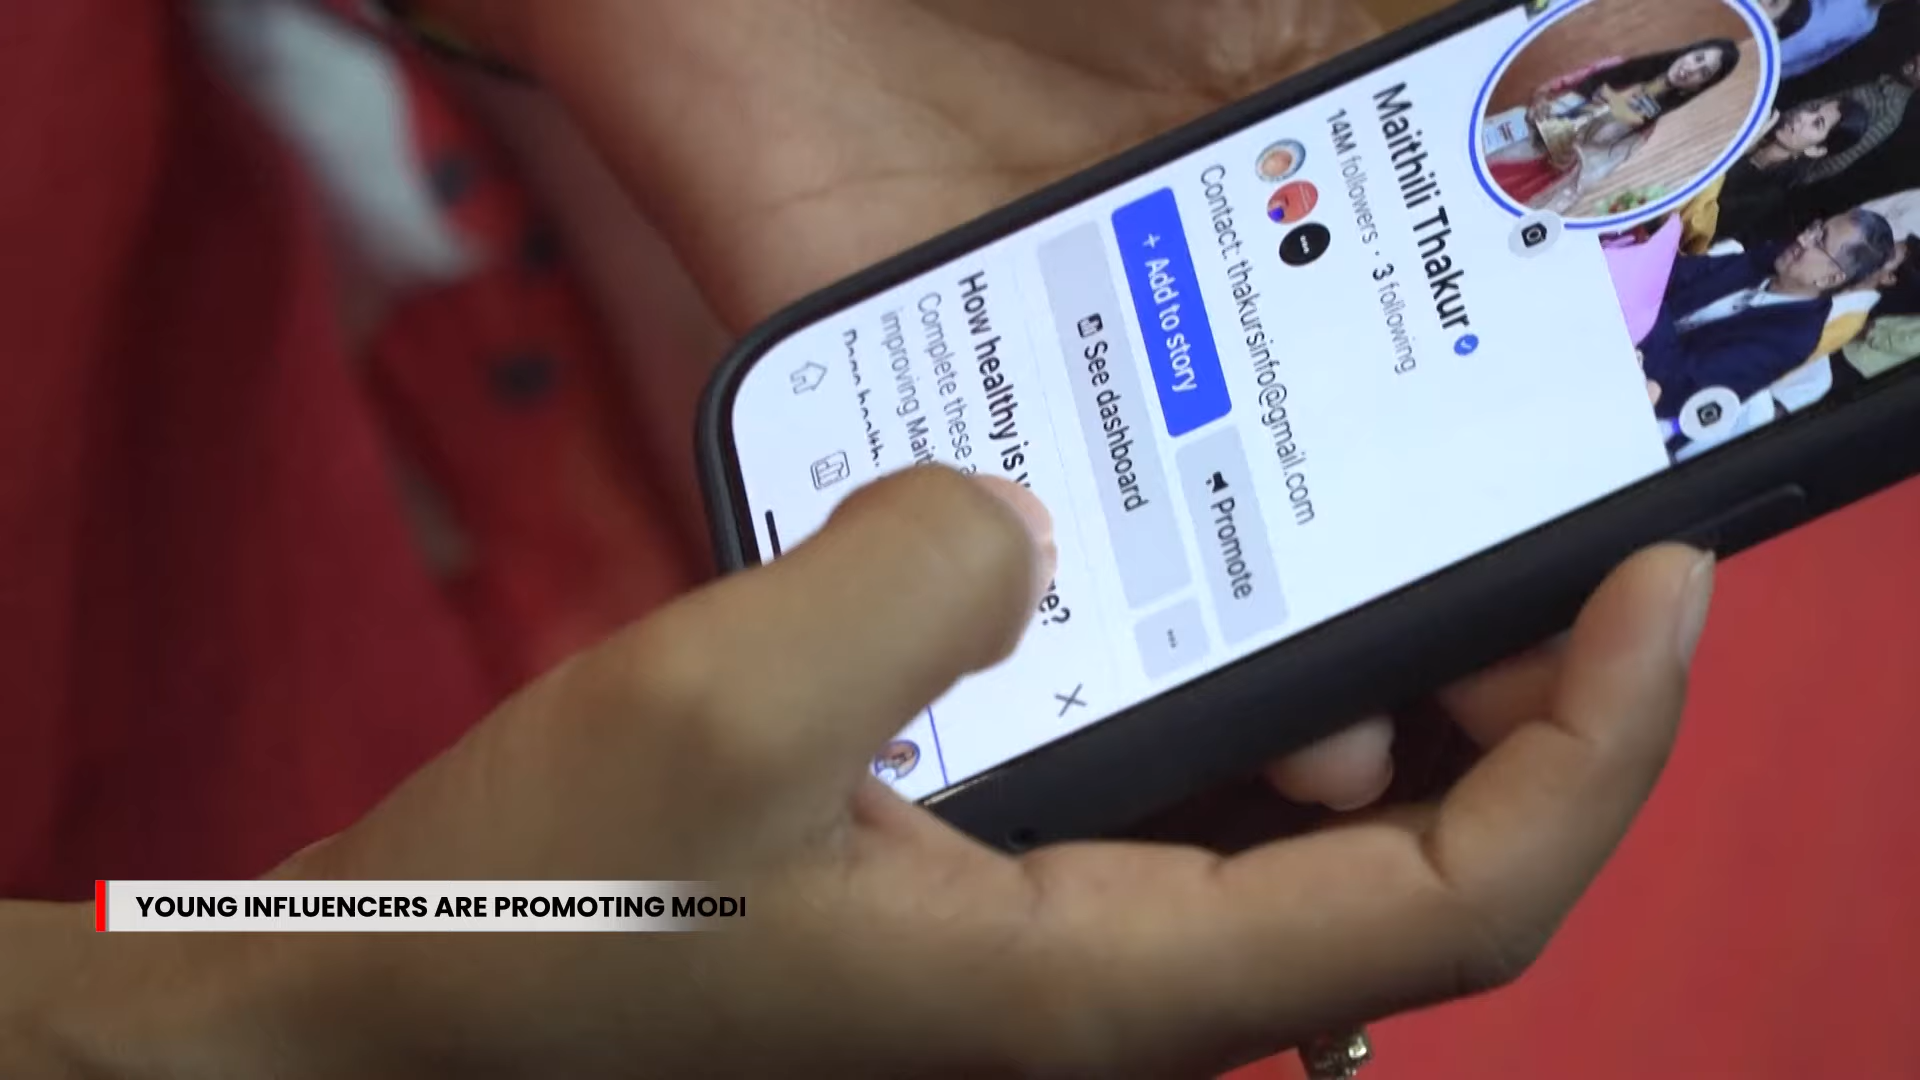 Maithili Thakur
14M followers · 3 following
Contact: thakursinfo@gmail.com
+ Add to story
Promote
See dashboard
How healthy is
Complete these
improving
YOUNG INFLUENCERS ARE PROMOTING MODI